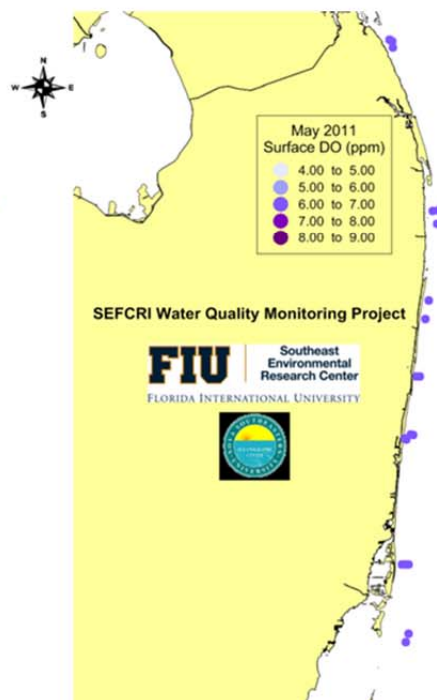 N
W E
S
May 2011
Surface DO (ppm)
4.00 to 5.00
5.00 to 6.00
6.00 to 7.00
7.00 to 8.00
8.00 to 9.00
SEFCRI Water Quality Monitoring Project
FIU
Southeast
Environmental
Research Center
FLORIDA INTERNATIONAL UNIVERSITY